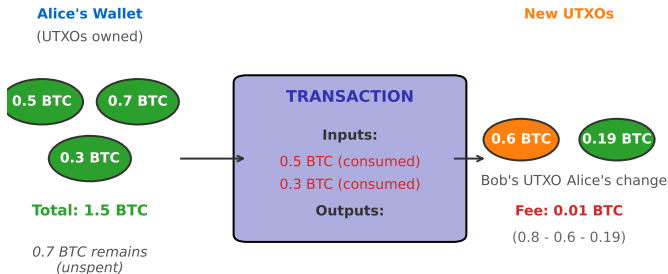 Alice's Wallet
(UTXOs owned)
0.5 BTC
0.7 BTC
0.3 BTC
Total: 1.5 BTC
0.7 BTC remains
(unspent)
TRANSACTION
Inputs:
0.5 BTC (consumed)
0.3 BTC (consumed)
Outputs:
New UTXOs
0.6 BTC
0.19 BTC
Bob's UTXO
Alice's change
Fee: 0.01 BTC
(0.8 - 0.6 - 0.19)